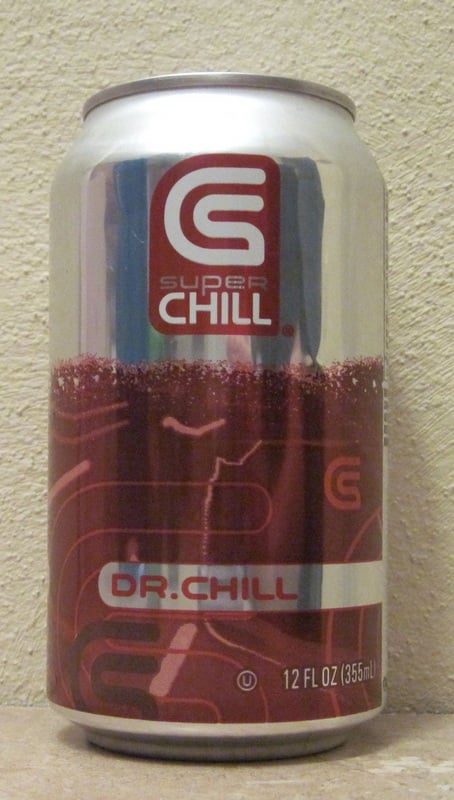 super
CHILL®
DR.CHILL
Ⓤ 12 FL OZ (355mL)